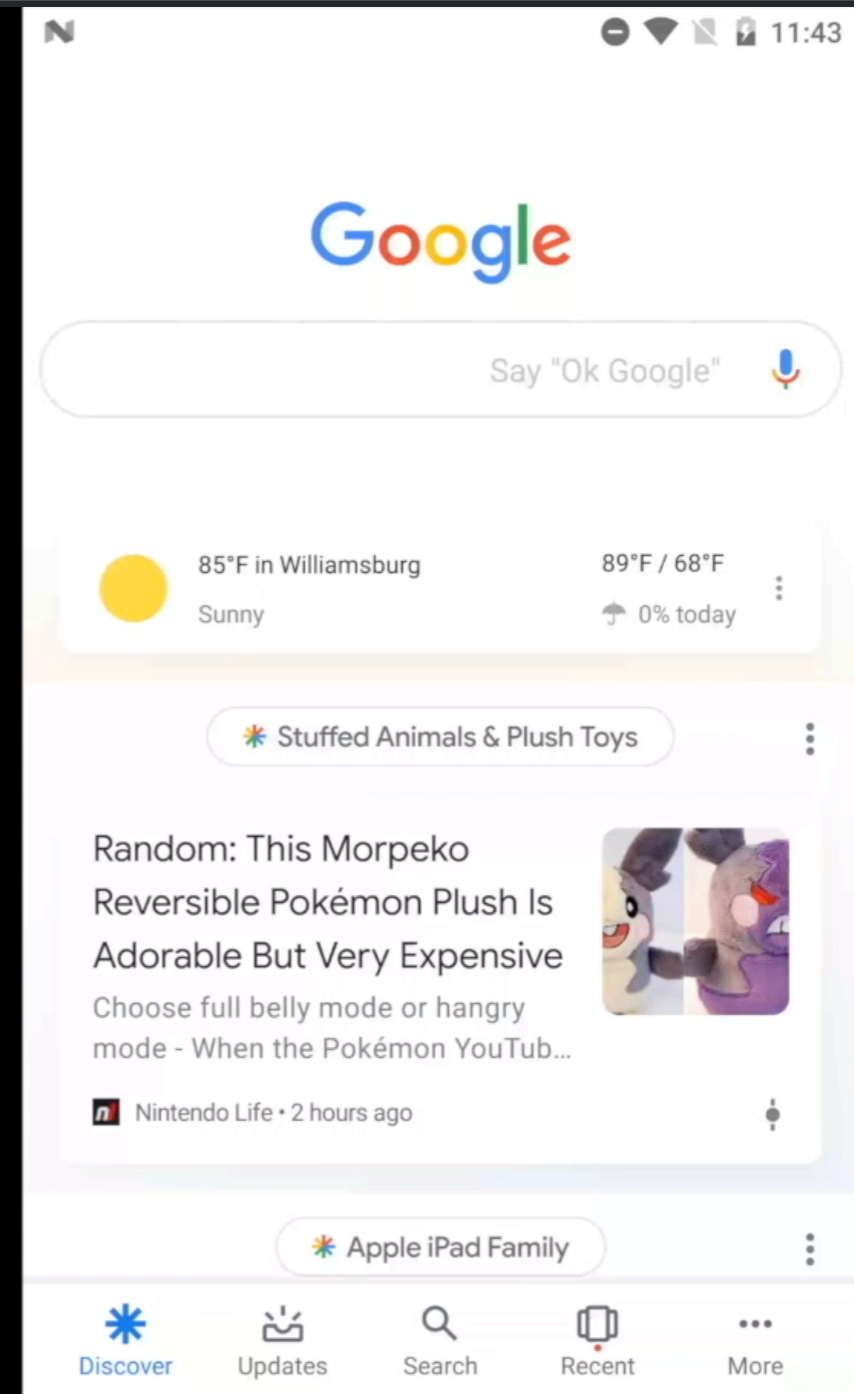 11:43
Google
Say "Ok Google"
85°F in Williamsburg
89°F / 68°F
Sunny
0% today
Stuffed Animals & Plush Toys
Random: This Morpeko
Reversible Pokémon Plush Is
Adorable But Very Expensive
Choose full belly mode or hangry
mode - When the Pokémon YouTub...
Nintendo Life • 2 hours ago
Apple iPad Family
Discover
Updates
Search
Recent
More